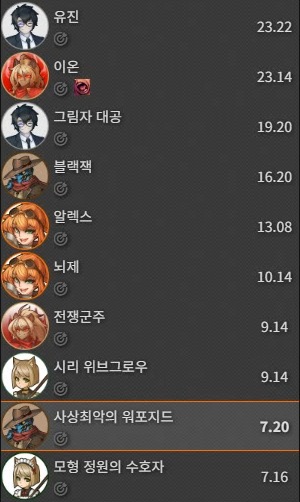 유진
23.22
이온
23.14
그림자 대공
19.20
블랙잭
16.20
알렉스
13.08
뇌제
10.14
전쟁군주
9.14
시리 위브그로우
9.14
사상최악의 워포지드
7.20
모형 정원의 수호자
7.16